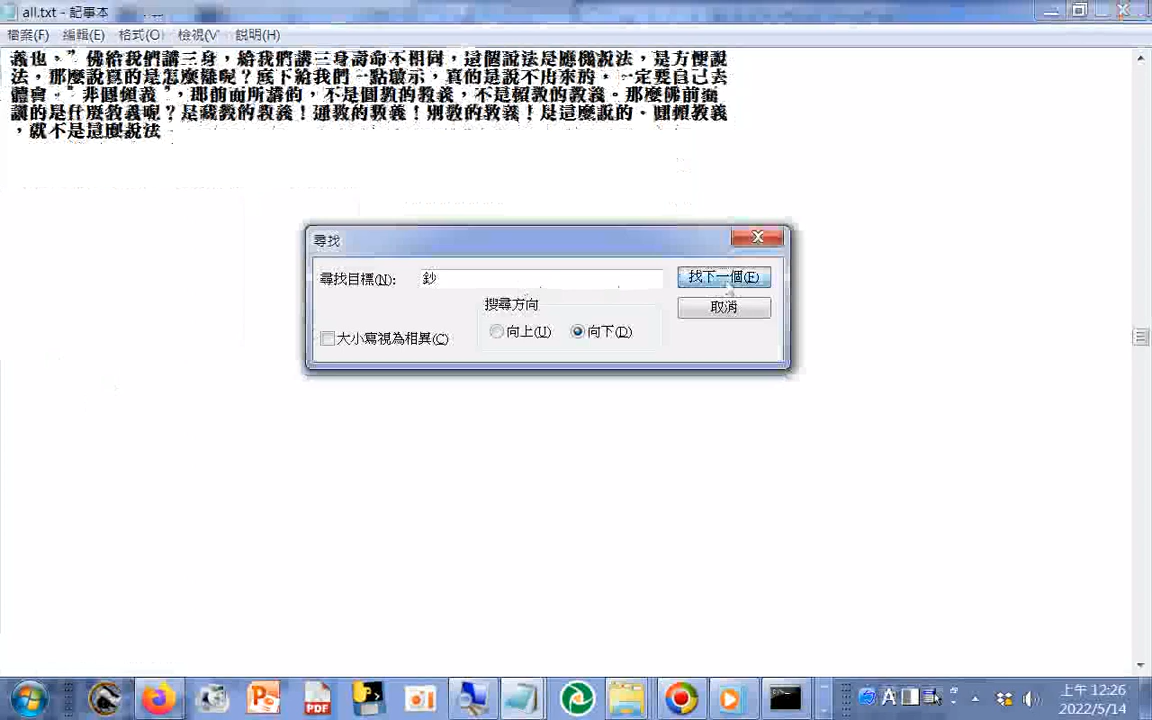 all.txt - 記事本
檔案(F) 編輯(E) 格式(O) 檢視(V) 說明(H)
義也。”佛給我們講三身，給我們講三身壽命不相同，這個說法是應機說法，是方便說
法，那麼說真的是怎麼樣呢？底下給我們一點啟示，真的是說不出來的。一定要自己去
體會。“非圓頓義”，即前面所講的，不是圓教的教義，不是頓教的教義。那麼佛前面
講的是什麼教義呢？是藏教的教義！通教的教義！別教的教義！是這麼說的。圓頓教義
，就不是這麼說法
尋找
尋找目標(N): 鈔
找下一個(F)
搜尋方向
取消
大小寫視為相異(C)
向上(U) 向下(D)
上午 12:26
2022/5/14